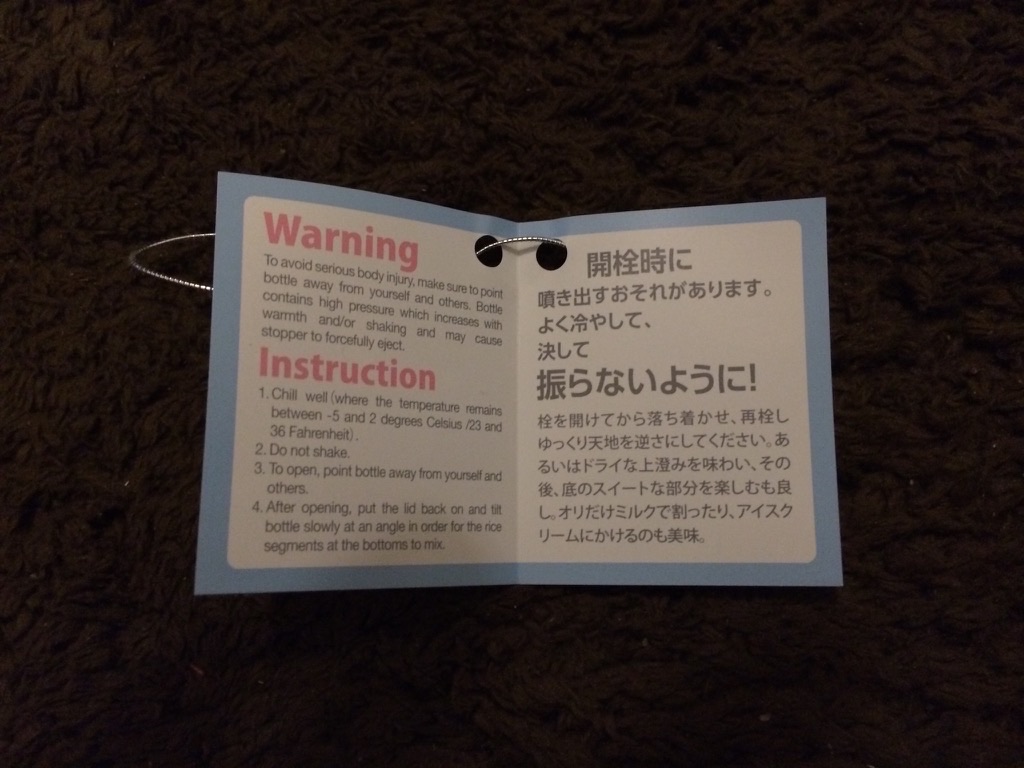 Warning
To avoid serious body injury, make sure to point
bottle away from yourself and others. Bottle
contains high pressure which increases with
warmth and/or shaking and may cause
stopper to forcefully eject.
Instruction
1. Chill well (where the temperature remains
between -5 and 2 degrees Celsius /23 and
36 Fahrenheit).
2. Do not shake.
3. To open, point bottle away from yourself and
others.
4. After opening, put the lid back on and tilt
bottle slowly at an angle in order for the rice
segments at the bottoms to mix.
開栓時に
噴き出すおそれがあります。
よく冷やして、
決して
振らないように!
栓を開けてから落ち着かせ、再栓し
ゆっくり天地を逆さにしてください。あ
るいはドライな上澄みを味わい、その
後、底のスイートな部分を楽しむも良
し。オリだけミルクで割ったり、アイスク
リームにかけるのも美味。